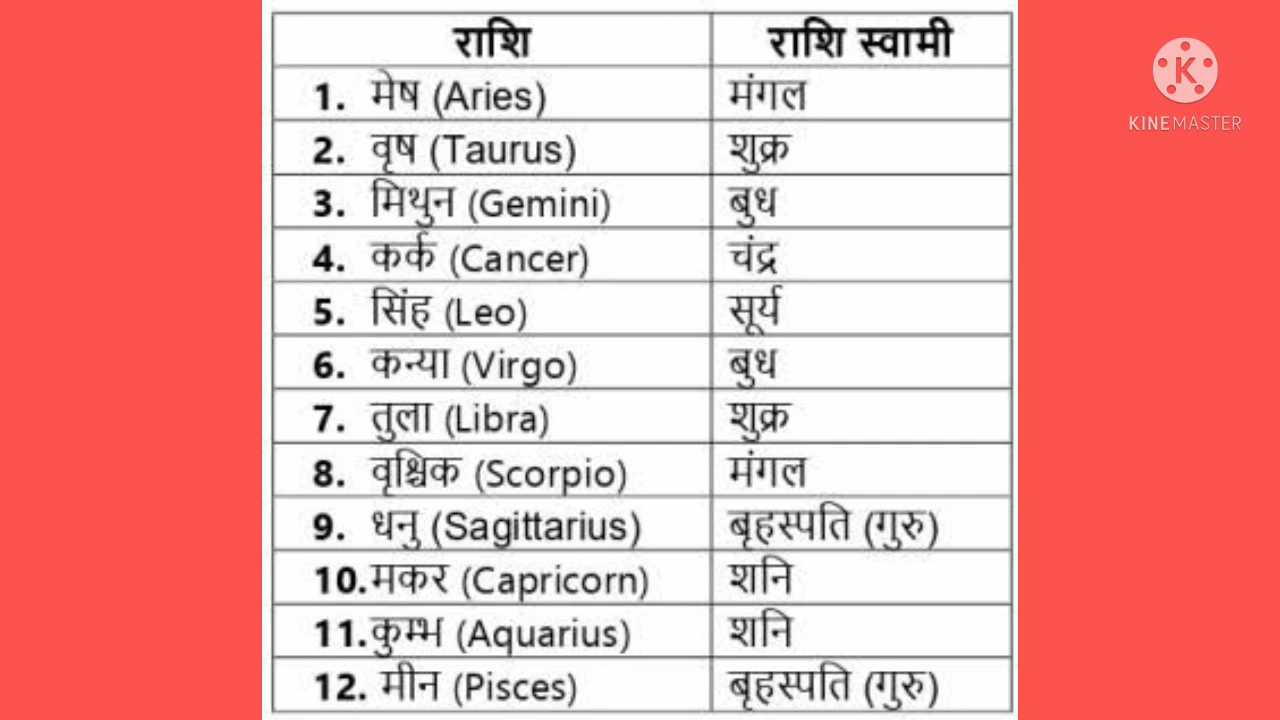 राशि राशि स्वामी
1. मेष (Aries) मंगल
2. वृष (Taurus) शुक्र
3. मिथुन (Gemini) बुध
4. कर्क (Cancer) चंद्र
5. सिंह (Leo) सूर्य
6. कन्या (Virgo) बुध
7. तुला (Libra) शुक्र
8. वृश्चिक (Scorpio) मंगल
9. धनु (Sagittarius) बृहस्पति (गुरु)
10. मकर (Capricorn) शनि
11. कुम्भ (Aquarius) शनि
12. मीन (Pisces) बृहस्पति (गुरु)
K
KINEMASTER